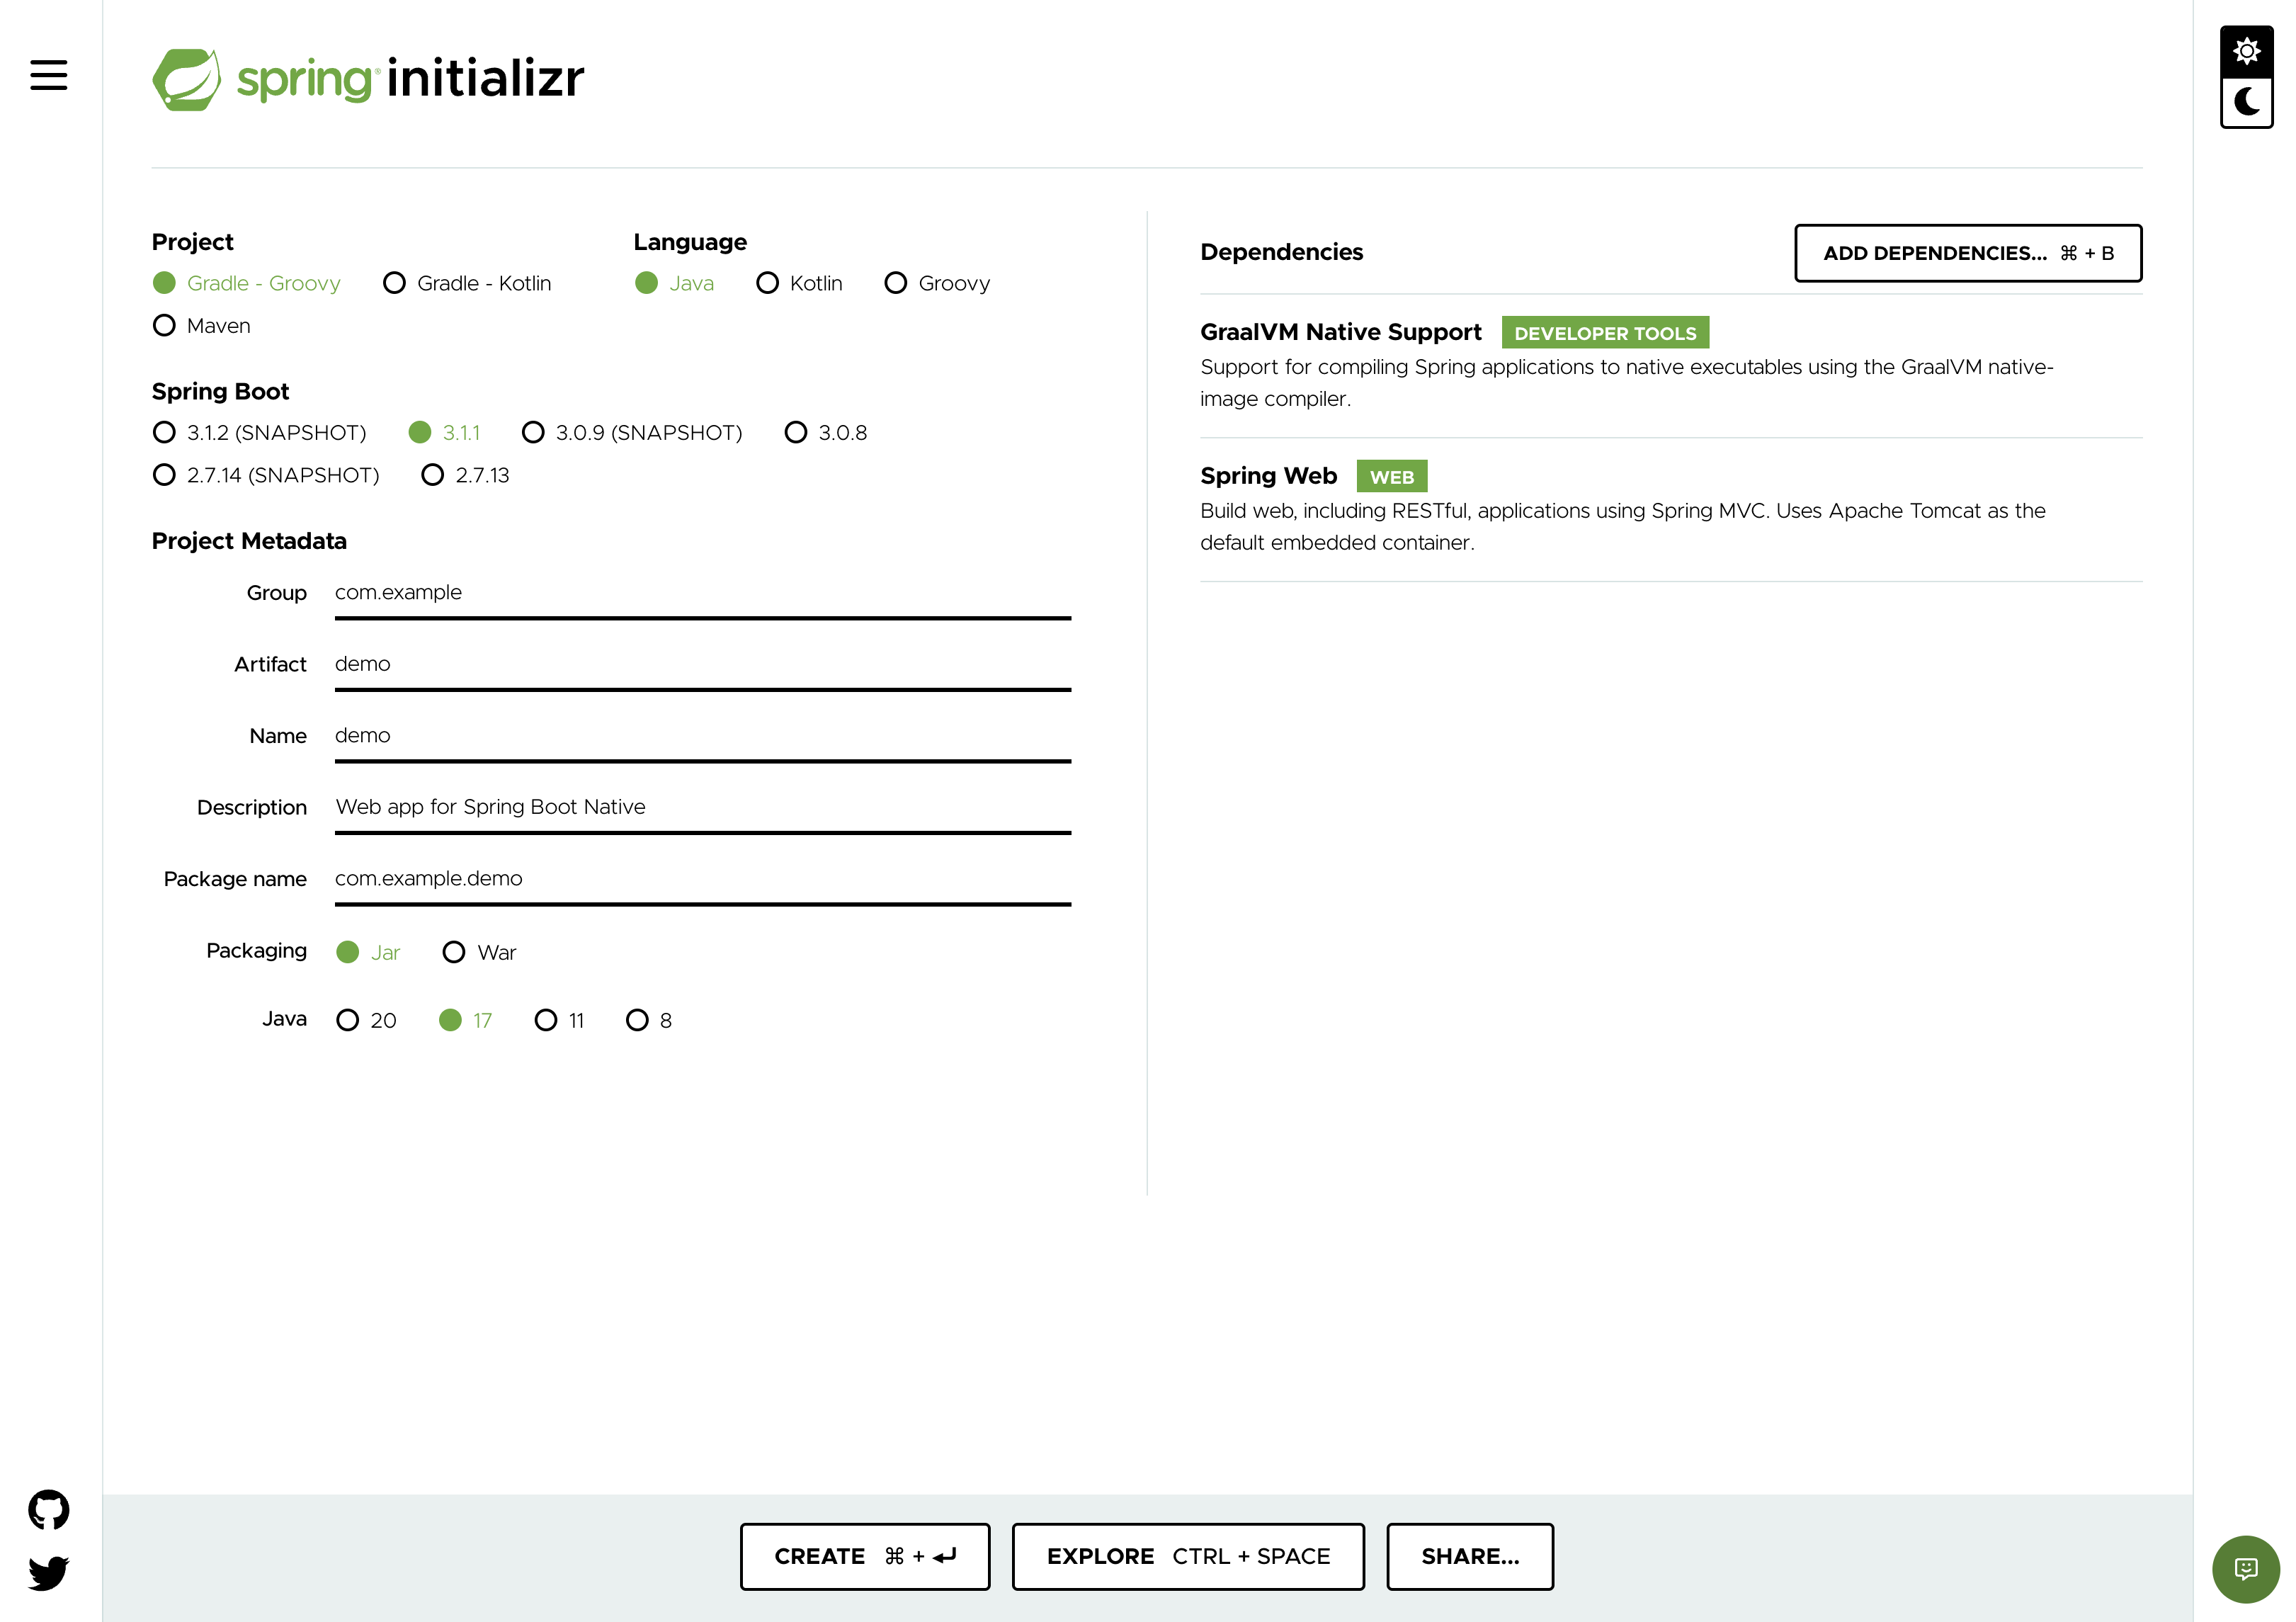 spring initializr
Project
Gradle - Groovy Gradle - Kotlin
Maven
Language
Java Kotlin Groovy
Spring Boot
3.1.2 (SNAPSHOT) 3.1.1 3.0.9 (SNAPSHOT) 3.0.8
2.7.14 (SNAPSHOT) 2.7.13
Project Metadata
Group com.example
Artifact demo
Name demo
Description Web app for Spring Boot Native
Package name com.example.demo
Packaging Jar War
Java 20 17 11 8
Dependencies ADD DEPENDENCIES... ⌘ + B
GraalVM Native Support DEVELOPER TOOLS
Support for compiling Spring applications to native executables using the GraalVM native-
image compiler.
Spring Web WEB
Build web, including RESTful, applications using Spring MVC. Uses Apache Tomcat as the
default embedded container.
CREATE ⌘ + ⏎ EXPLORE CTRL + SPACE SHARE...